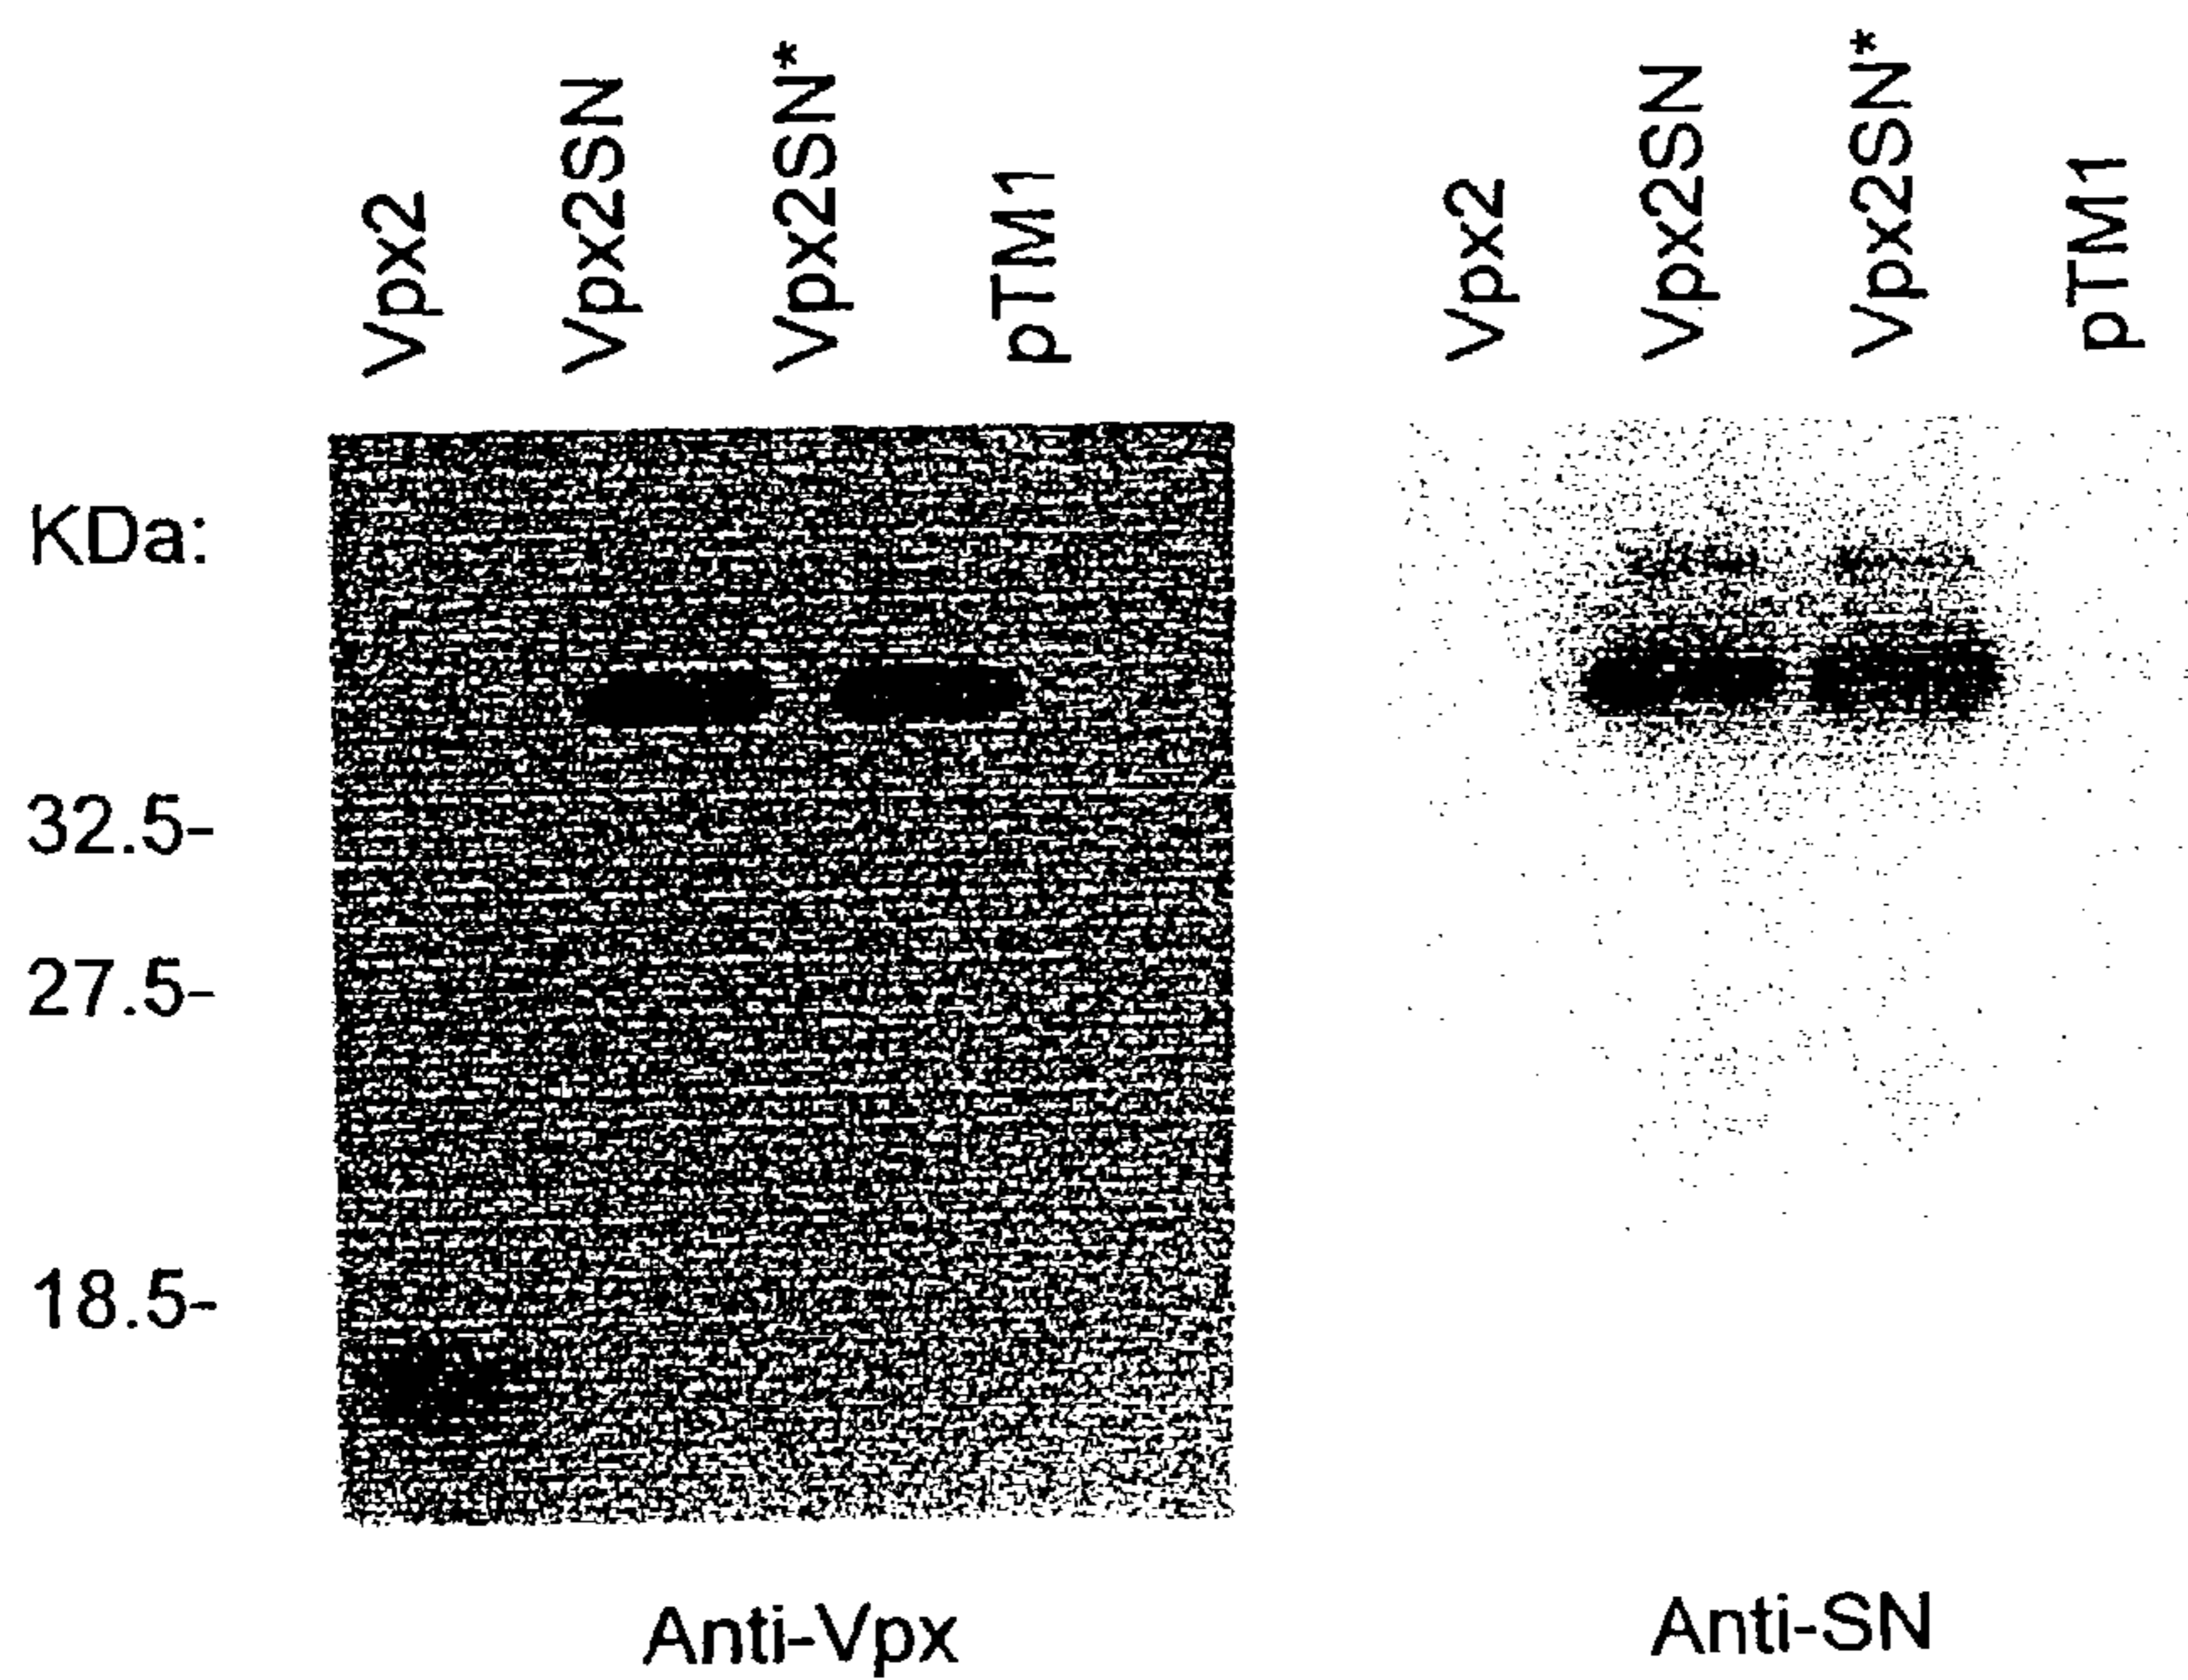 Vpx2
Vpx2SN
Vpx2SN*
pTM1
Vpx2
Vpx2SN
Vpx2SN*
pTM1
KDa:
32.5-
27.5-
18.5-
Anti-Vpx
Anti-SN